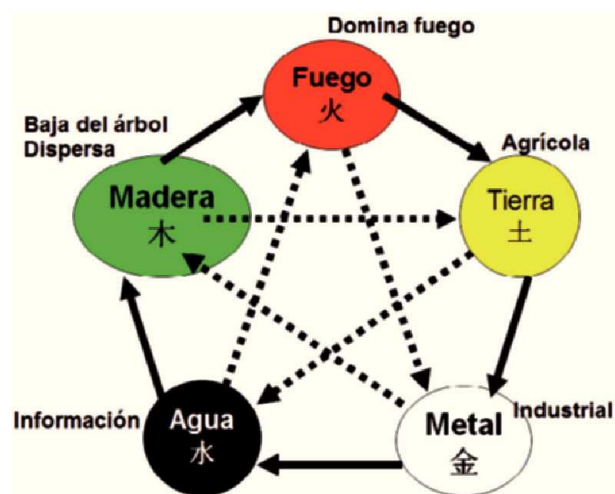 Domina fuego
Fuego
火
Baja del árbol
Dispersa
Agrícola
Madera
木
Tierra
土
Información
Agua
水
Metal
金
Industrial